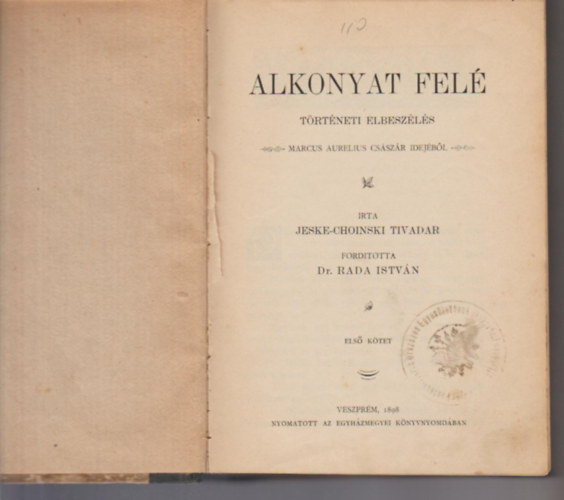 110
ALKONYAT FELÉ
TÖRTÉNETI ELBESZÉLÉS
MARCUS AURELIUS CSÁSZÁR IDEJÉBŐL
IRTA
JESKE-CHOINSKI TIVADAR
FORDITOTTA
Dr. RADA ISTVÁN
ELSŐ KÖTET
VESZPRÉM, 1898
NYOMATOTT AZ EGYHÁZMEGYEI KÖNYVNYOMDÁBAN